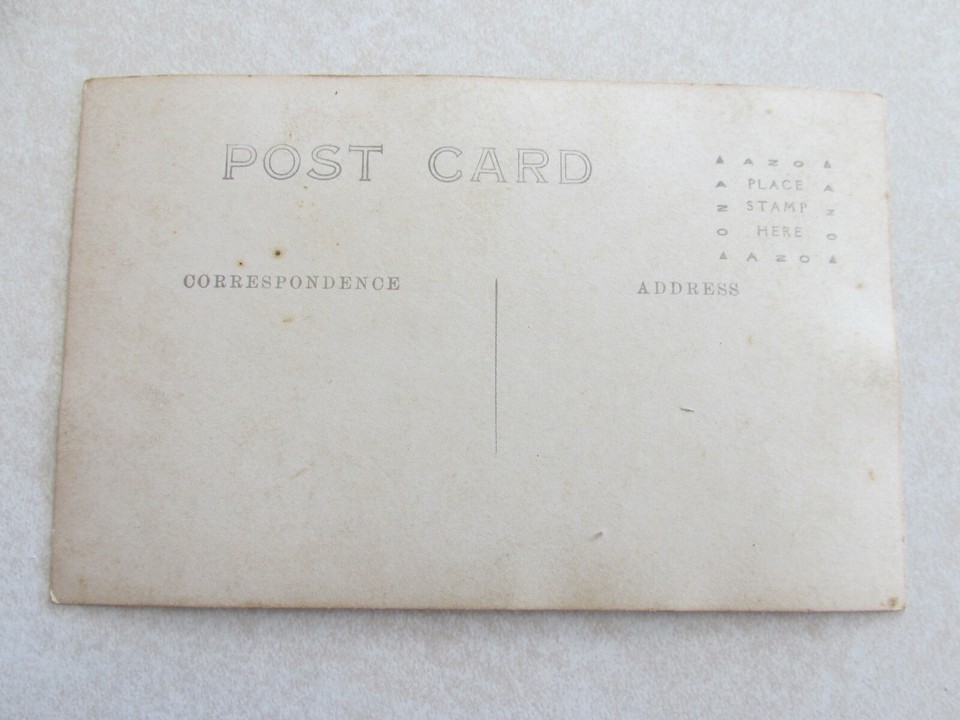 POST CARD
▲ AZO ▲
A PLACE A
N STAMP N
O HERE O
▲ AZO ▲
CORRESPONDENCE
ADDRESS